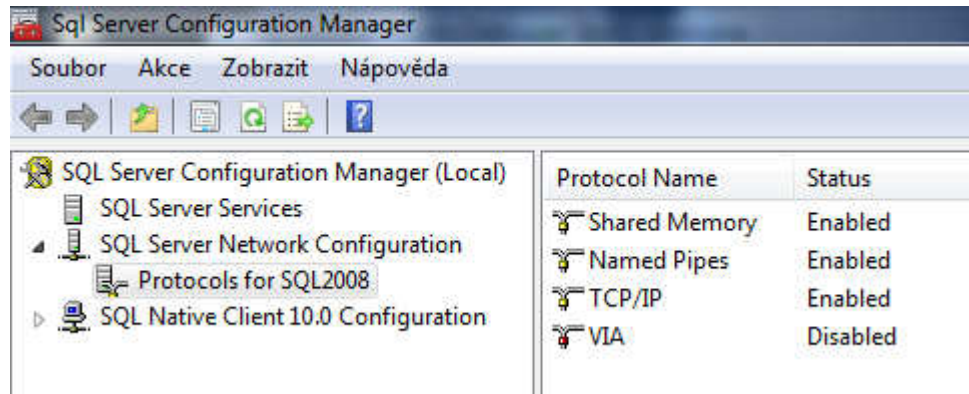 Sql Server Configuration Manager
Soubor Akce Zobrazit Nápověda
SQL Server Configuration Manager (Local)
SQL Server Services
SQL Server Network Configuration
Protocols for SQL2008
SQL Native Client 10.0 Configuration
Protocol Name Status
Shared Memory Enabled
Named Pipes Enabled
TCP/IP Enabled
VIA Disabled